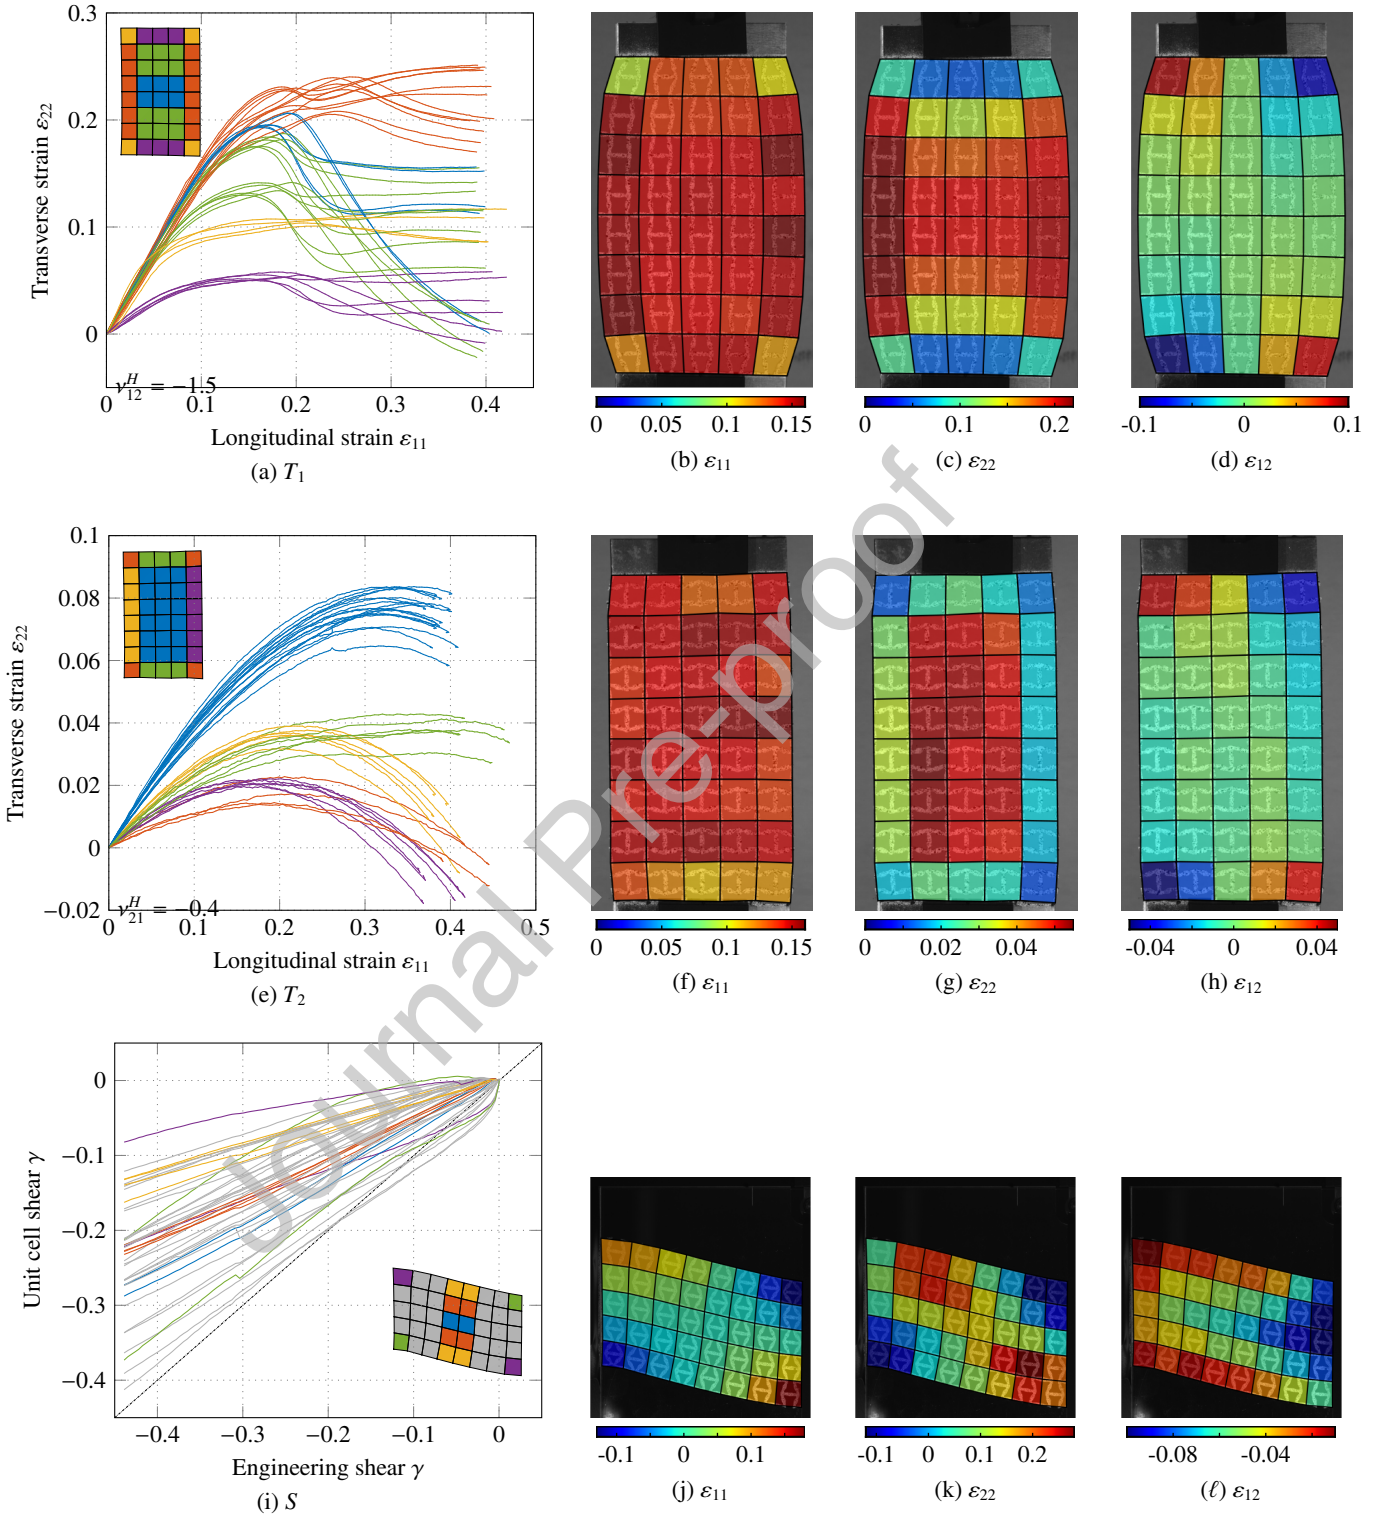 0.3
0.2
0.1
0
0
0.1
0.2
0.3
0.4
Transverse strain ε22
ν12^H = −1.5
Longitudinal strain ε11
(a) T1
0
0.05
0.1
0.15
(b) ε11
0
0.1
0.2
(c) ε22
-0.1
0
0.1
(d) ε12
0.1
0.08
0.06
0.04
0.02
0
−0.02
0
0.1
0.2
0.3
0.4
0.5
Transverse strain ε22
ν21^H = −0.4
Longitudinal strain ε11
(e) T2
0
0.05
0.1
0.15
(f) ε11
0
0.02
0.04
(g) ε22
-0.04
0
0.04
(h) ε12
0
−0.1
−0.2
−0.3
−0.4
−0.4
−0.3
−0.2
−0.1
0
Unit cell shear γ
Engineering shear γ
(i) S
-0.1
0
0.1
(j) ε11
-0.1
0
0.1
0.2
(k) ε22
-0.08
-0.04
(ℓ) ε12
Journal Pre-proof